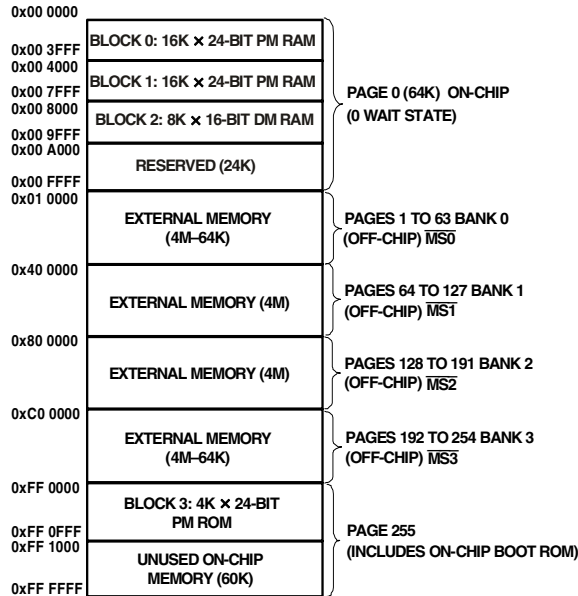 0x00 0000
BLOCK 0: 16K × 24-BIT PM RAM
0x00 3FFF
0x00 4000
BLOCK 1: 16K × 24-BIT PM RAM
0x00 7FFF
0x00 8000
BLOCK 2: 8K × 16-BIT DM RAM
0x00 9FFF
0x00 A000
RESERVED (24K)
0x00 FFFF
PAGE 0 (64K) ON-CHIP
(0 WAIT STATE)
0x01 0000
EXTERNAL MEMORY
(4M–64K)
PAGES 1 TO 63 BANK 0
(OFF-CHIP) MS0
0x40 0000
EXTERNAL MEMORY (4M)
PAGES 64 TO 127 BANK 1
(OFF-CHIP) MS1
0x80 0000
EXTERNAL MEMORY (4M)
PAGES 128 TO 191 BANK 2
(OFF-CHIP) MS2
0xC0 0000
EXTERNAL MEMORY
(4M–64K)
PAGES 192 TO 254 BANK 3
(OFF-CHIP) MS3
0xFF 0000
BLOCK 3: 4K × 24-BIT
PM ROM
0xFF 0FFF
0xFF 1000
UNUSED ON-CHIP
MEMORY (60K)
0xFF FFFF
PAGE 255
(INCLUDES ON-CHIP BOOT ROM)